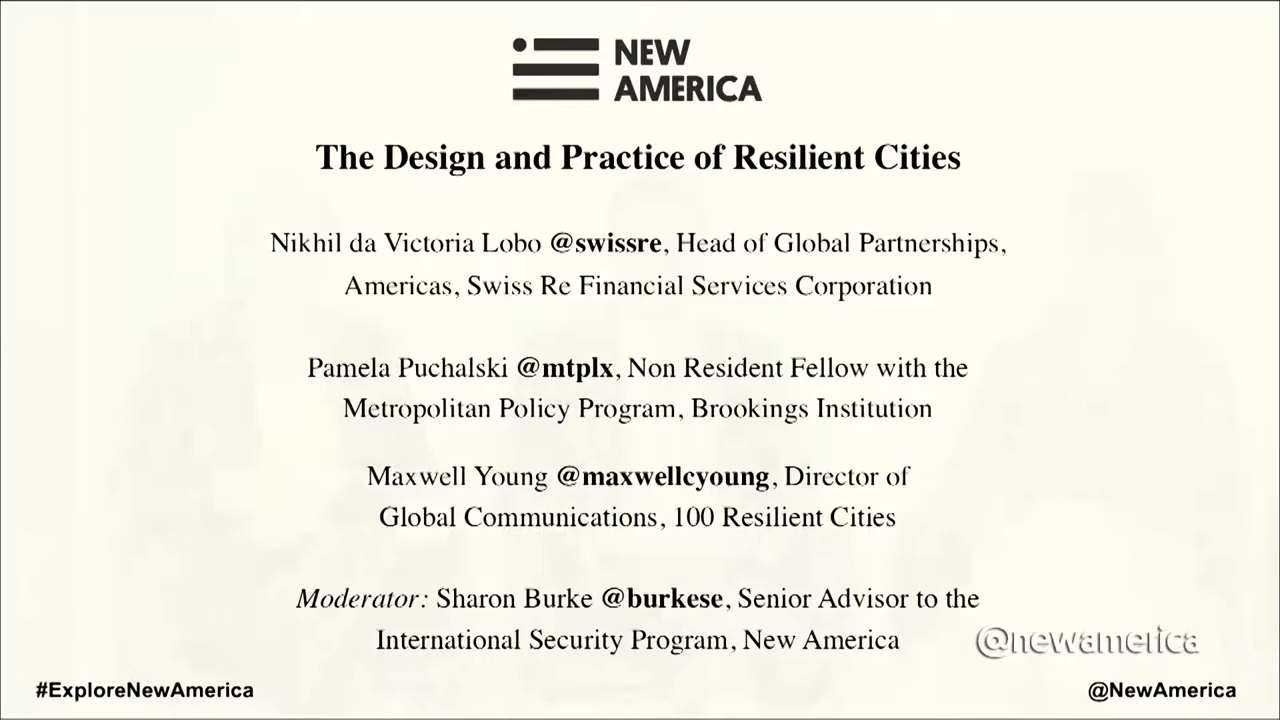 NEW
AMERICA
The Design and Practice of Resilient Cities
Nikhil da Victoria Lobo @swissre, Head of Global Partnerships,
Americas, Swiss Re Financial Services Corporation
Pamela Puchalski @mtplx, Non Resident Fellow with the
Metropolitan Policy Program, Brookings Institution
Maxwell Young @maxwellcyoung, Director of
Global Communications, 100 Resilient Cities
Moderator: Sharon Burke @burkese, Senior Advisor to the
International Security Program, New America
@newamerica
#ExploreNewAmerica
@NewAmerica